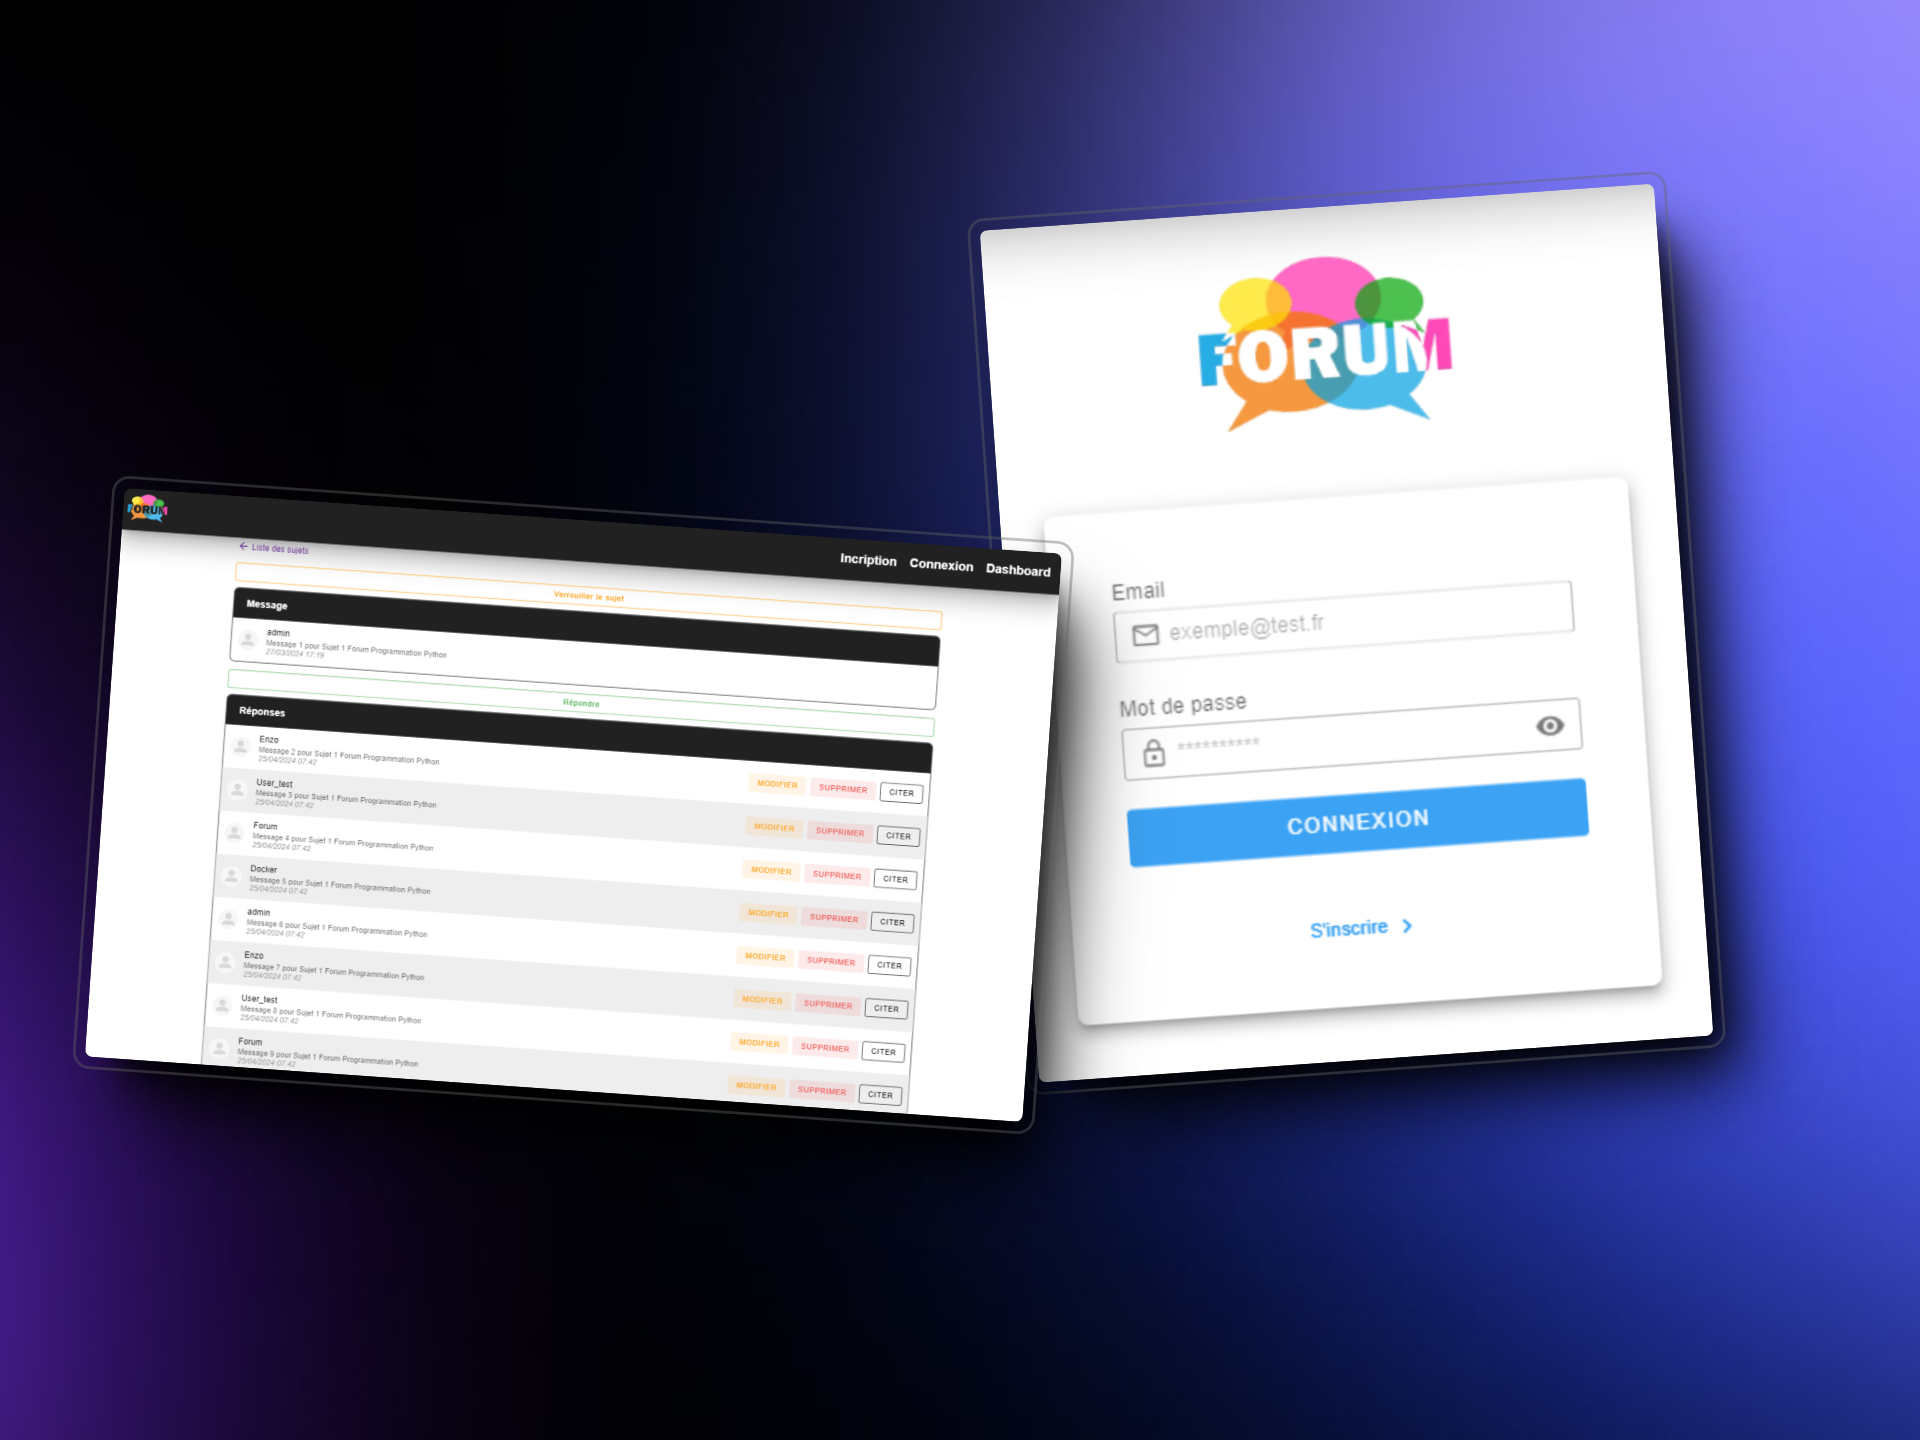 FORUM
Incription Connexion Dashboard
Liste des sujets
Verrouiller le sujet
Message
admin
Message 1 pour Sujet 1 Forum Programmation Python
27/03/2024 17:19
Répondre
Réponses
Enzo
Message 2 pour Sujet 1 Forum Programmation Python
25/04/2024 07:42
MODIFIER SUPPRIMER CITER
User_test
Message 3 pour Sujet 1 Forum Programmation Python
25/04/2024 07:42
MODIFIER SUPPRIMER CITER
Forum
Message 4 pour Sujet 1 Forum Programmation Python
25/04/2024 07:42
MODIFIER SUPPRIMER CITER
Docker
Message 5 pour Sujet 1 Forum Programmation Python
25/04/2024 07:42
MODIFIER SUPPRIMER CITER
admin
Message 6 pour Sujet 1 Forum Programmation Python
25/04/2024 07:42
MODIFIER SUPPRIMER CITER
Enzo
Message 7 pour Sujet 1 Forum Programmation Python
25/04/2024 07:42
MODIFIER SUPPRIMER CITER
User_test
Message 8 pour Sujet 1 Forum Programmation Python
25/04/2024 07:42
MODIFIER SUPPRIMER CITER
Forum
Message 9 pour Sujet 1 Forum Programmation Python
25/04/2024 07:42
MODIFIER SUPPRIMER CITER
FORUM
Email
exemple@test.fr
Mot de passe
**********
CONNEXION
S'inscrire